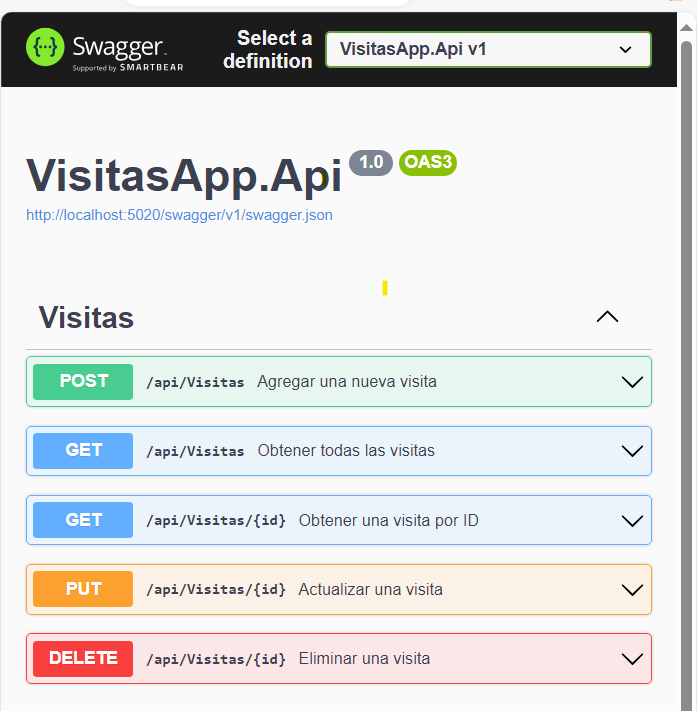 Swagger
Supported by SMARTBEAR
Select a
definition
VisitasApp.Api v1
VisitasApp.Api 1.0 OAS3
http://localhost:5020/swagger/v1/swagger.json
Visitas
POST /api/Visitas Agregar una nueva visita
GET /api/Visitas Obtener todas las visitas
GET /api/Visitas/{id} Obtener una visita por ID
PUT /api/Visitas/{id} Actualizar una visita
DELETE /api/Visitas/{id} Eliminar una visita